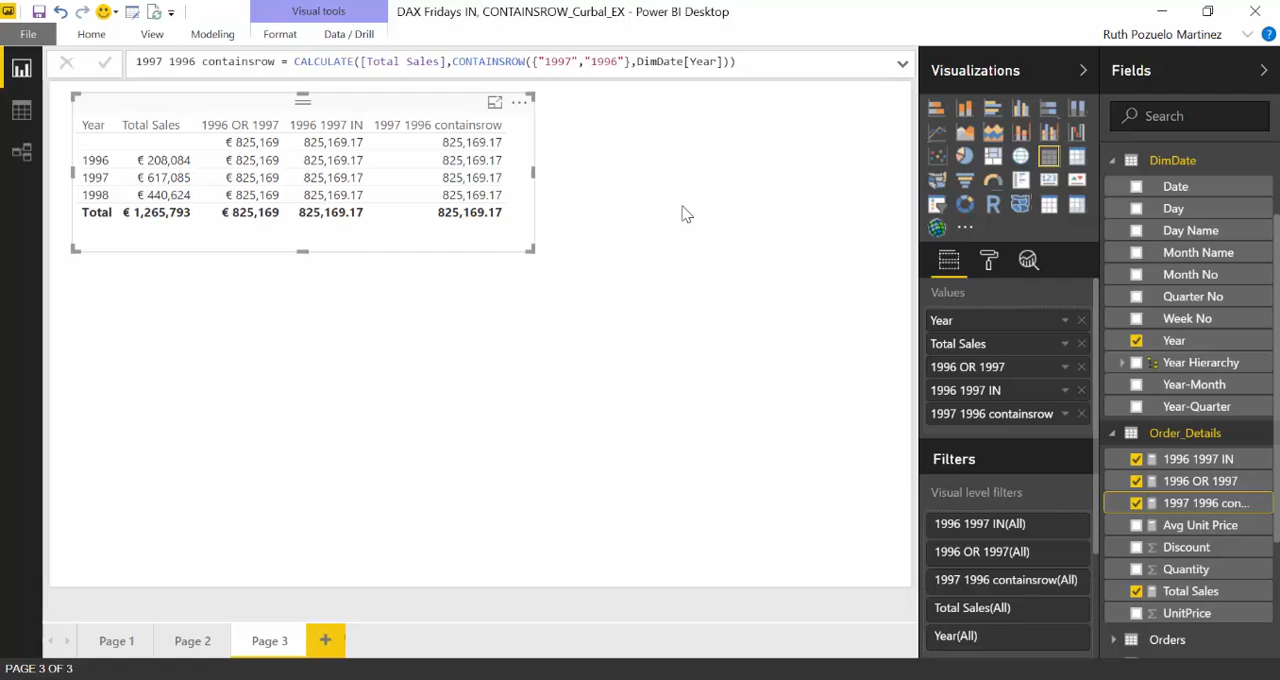 Visual tools
DAX Fridays IN, CONTAINSROW_Curbal_EX - Power BI Desktop
File Home View Modeling Format Data / Drill Ruth Pozuelo Martinez
1997 1996 containsrow = CALCULATE([Total Sales],CONTAINSROW({"1997","1996"},DimDate[Year]))
Year Total Sales 1996 OR 1997 1996 1997 IN 1997 1996 containsrow
€ 825,169 825,169.17 825,169.17
1996 € 208,084 € 825,169 825,169.17 825,169.17
1997 € 617,085 € 825,169 825,169.17 825,169.17
1998 € 440,624 € 825,169 825,169.17 825,169.17
Total € 1,265,793 € 825,169 825,169.17 825,169.17
Visualizations
R
123
Values
Year
Total Sales
1996 OR 1997
1996 1997 IN
1997 1996 containsrow
Filters
Visual level filters
1996 1997 IN(All)
1996 OR 1997(All)
1997 1996 containsrow(All)
Total Sales(All)
Year(All)
Fields
Search
DimDate
Date
Day
Day Name
Month Name
Month No
Quarter No
Week No
Year
Year Hierarchy
Year-Month
Year-Quarter
Order_Details
1996 1997 IN
1996 OR 1997
1997 1996 con...
Avg Unit Price
Discount
Quantity
Total Sales
UnitPrice
Orders
Page 1 Page 2 Page 3
PAGE 3 OF 3